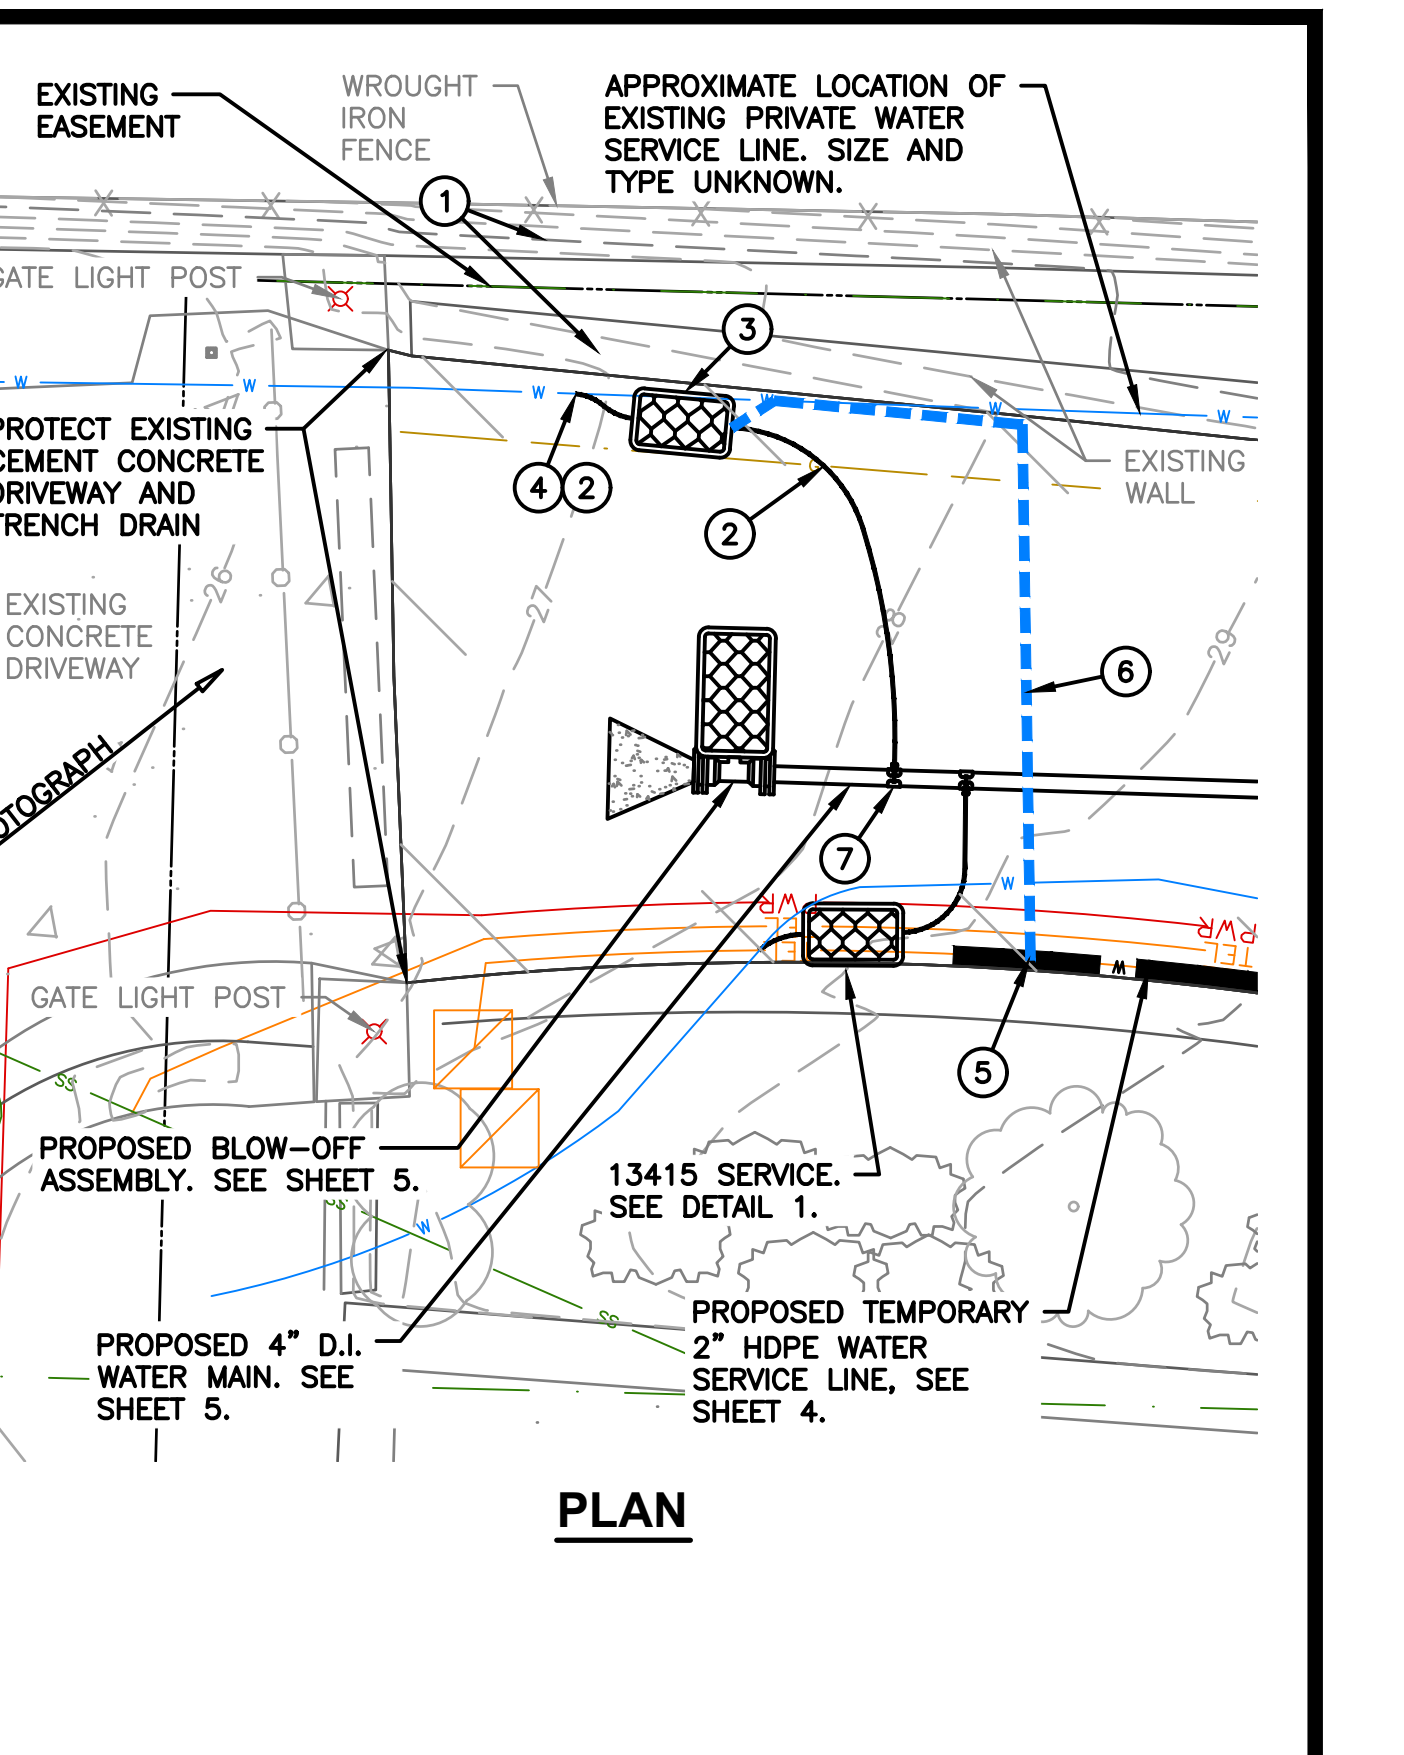 EXISTING
EASEMENT
WROUGHT
IRON
FENCE
APPROXIMATE LOCATION OF
EXISTING PRIVATE WATER
SERVICE LINE. SIZE AND
TYPE UNKNOWN.
1
GATE LIGHT POST
3
W
W
W
W
W
W
PROTECT EXISTING
CEMENT CONCRETE
DRIVEWAY AND
TRENCH DRAIN
G
EXISTING
WALL
4
2
2
26
27
28
29
EXISTING
CONCRETE
DRIVEWAY
6
7
W
PWR
PWR
TEL
W
GATE LIGHT POST
5
SS
PROPOSED BLOW-OFF
ASSEMBLY. SEE SHEET 5.
13415 SERVICE.
SEE DETAIL 1.
SS
W
SS
PROPOSED TEMPORARY
2" HDPE WATER
SERVICE LINE, SEE
SHEET 4.
PROPOSED 4" D.I.
WATER MAIN. SEE
SHEET 5.
PLAN